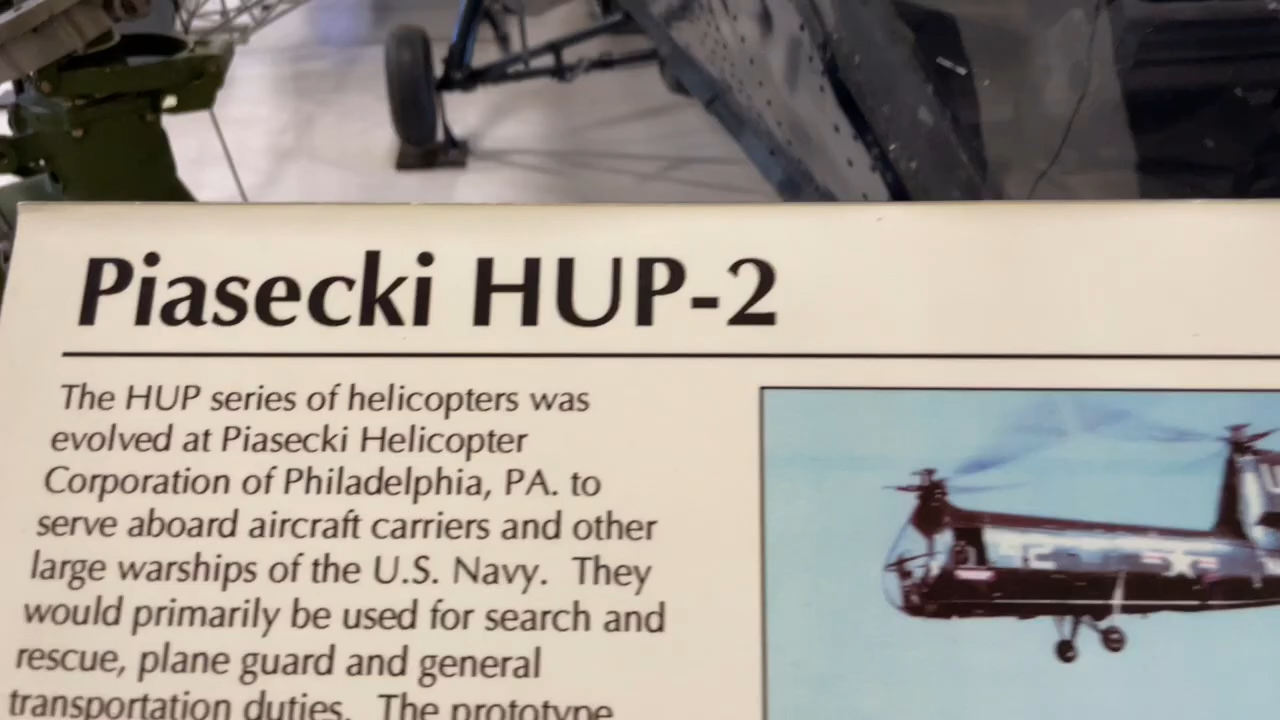 Piasecki HUP-2
The HUP series of helicopters was
evolved at Piasecki Helicopter
Corporation of Philadelphia, PA. to
serve aboard aircraft carriers and other
large warships of the U.S. Navy. They
would primarily be used for search and
rescue, plane guard and general
transportation duties. The prototype